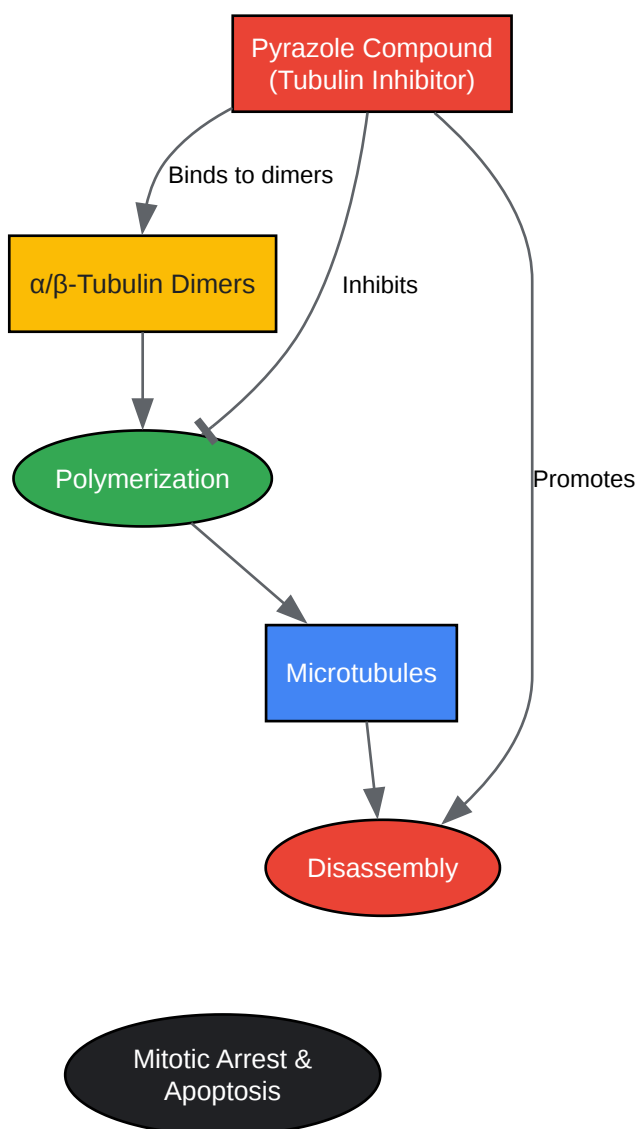 Pyrazole Compound
(Tubulin Inhibitor)
Binds to dimers
α/β-Tubulin Dimers
Inhibits
Polymerization
Promotes
Microtubules
Disassembly
Mitotic Arrest &
Apoptosis